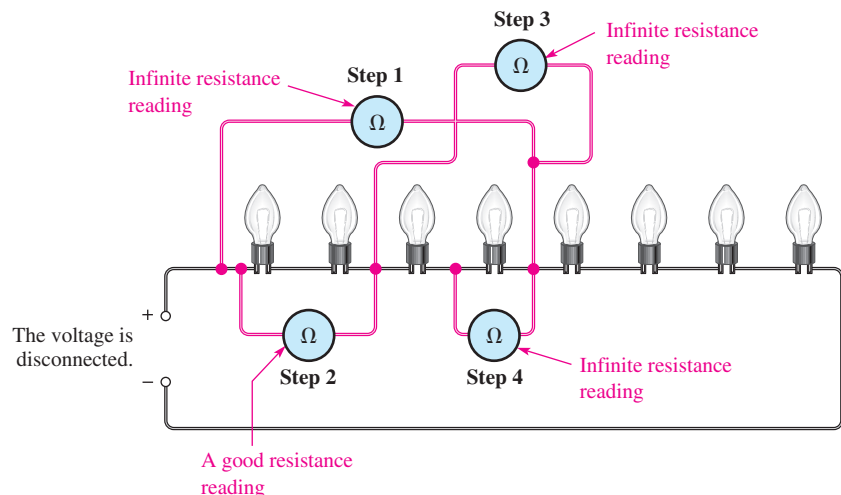 Step 3
Infinite resistance
reading
Ω
Infinite resistance
reading
Step 1
Ω
+
The voltage is
disconnected.
–
Ω
Step 2
Ω
Step 4
Infinite resistance
reading
A good resistance
reading